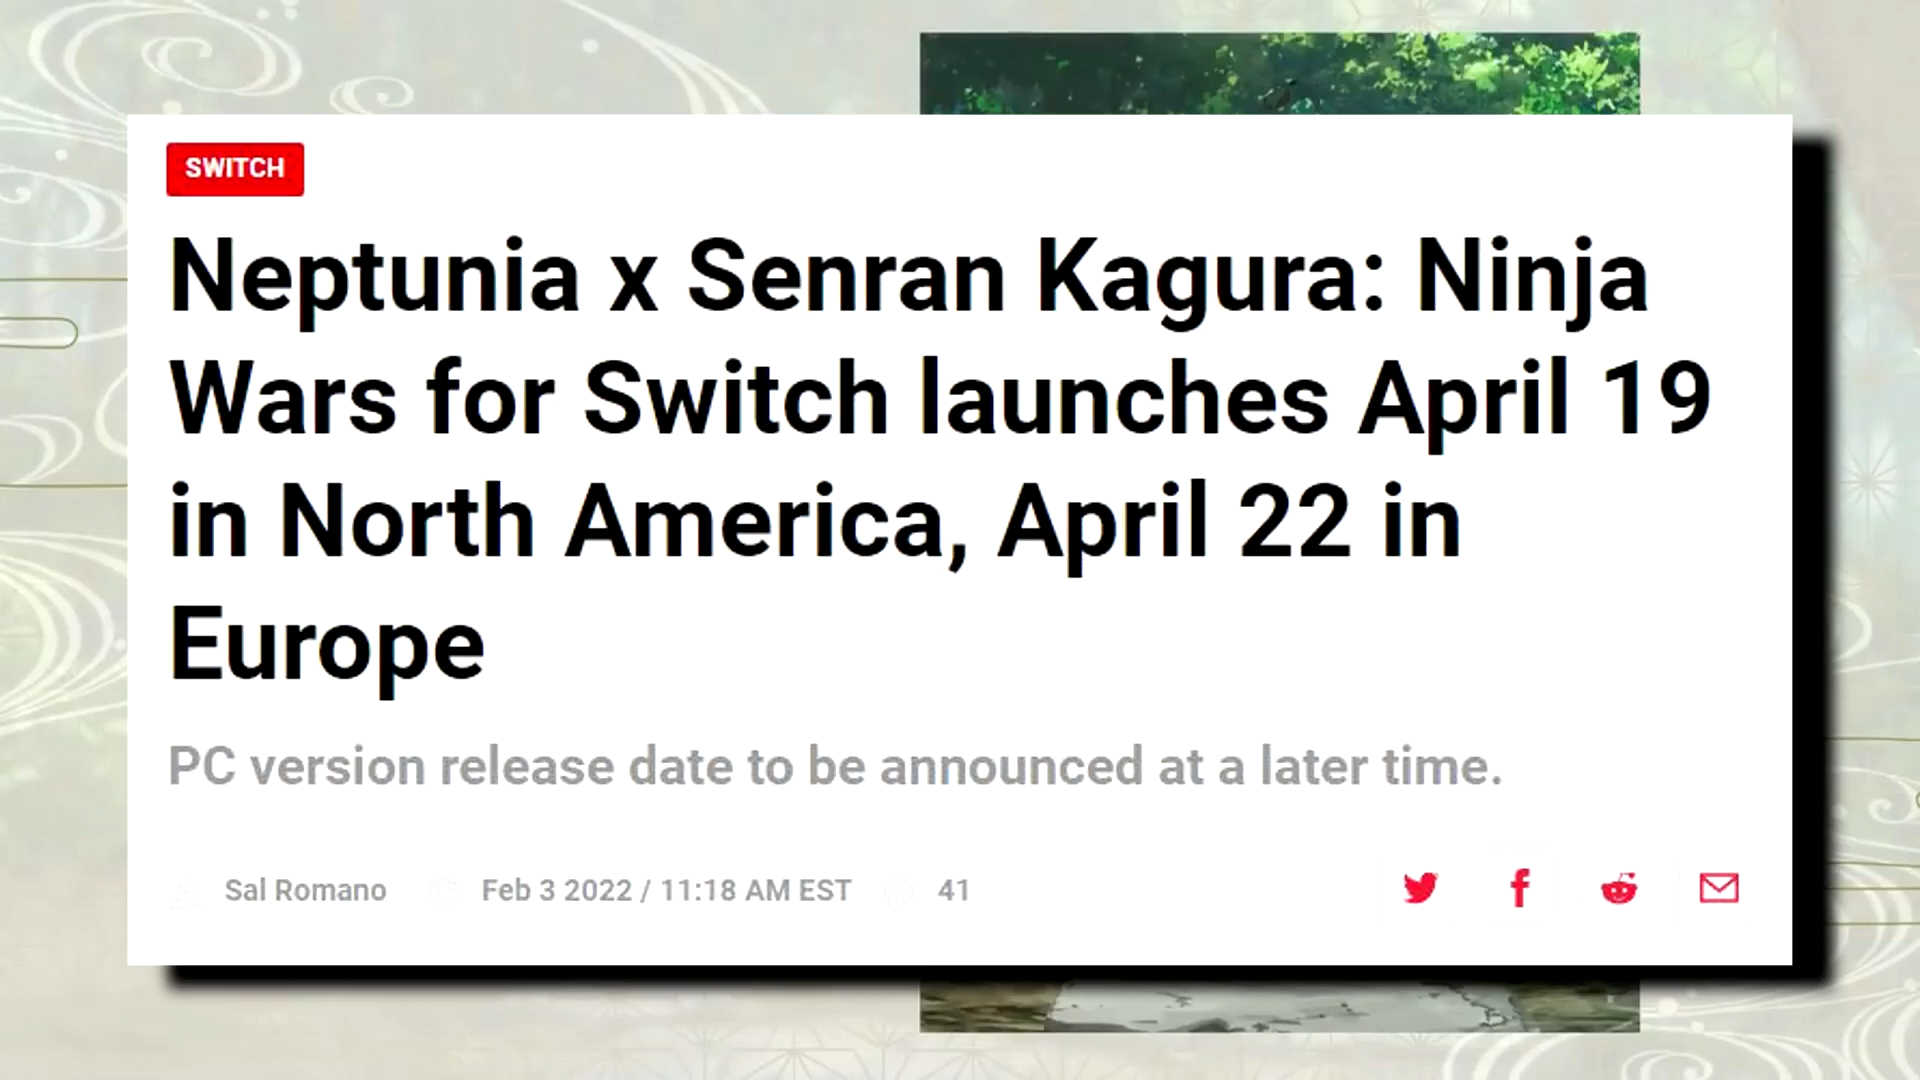 SWITCH
Neptunia x Senran Kagura: Ninja
Wars for Switch launches April 19
in North America, April 22 in
Europe
PC version release date to be announced at a later time.
Sal Romano Feb 3 2022 / 11:18 AM EST 41